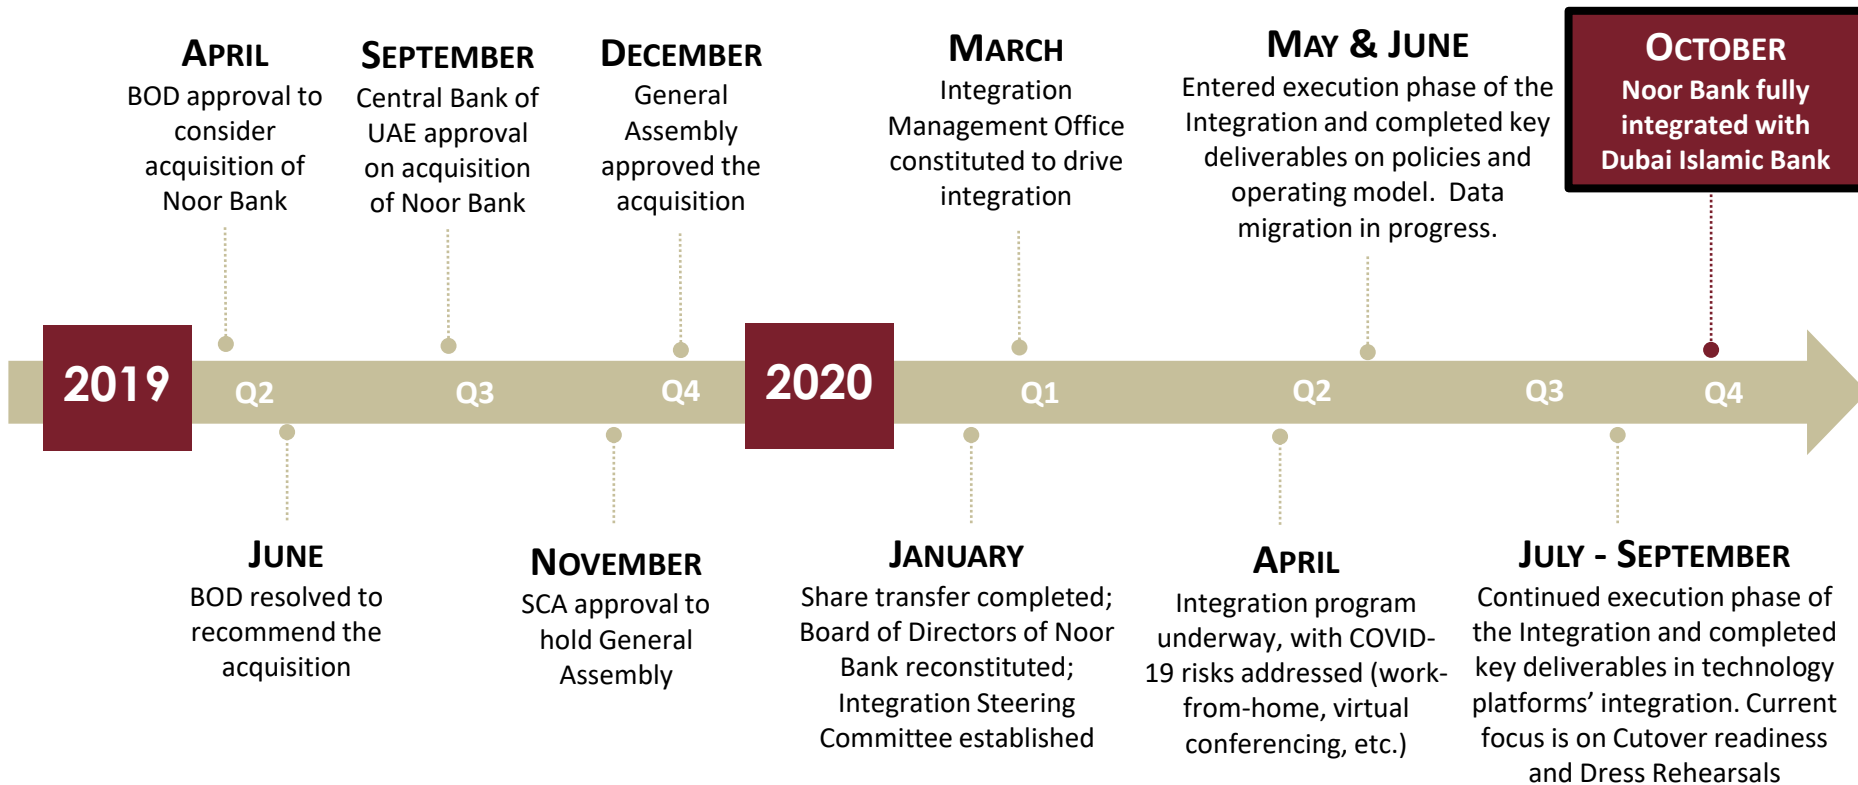 APRIL
BOD approval to
consider
acquisition of
Noor Bank
SEPTEMBER
Central Bank of
UAE approval
on acquisition
of Noor Bank
DECEMBER
General
Assembly
approved the
acquisition
MARCH
Integration
Management Office
constituted to drive
integration
MAY & JUNE
Entered execution phase of the
Integration and completed key
deliverables on policies and
operating model.  Data
migration in progress.
OCTOBER
Noor Bank fully
integrated with
Dubai Islamic Bank
2019
Q2
Q3
Q4
2020
Q1
Q2
Q3
Q4
JUNE
BOD resolved to
recommend the
acquisition
NOVEMBER
SCA approval to
hold General
Assembly
JANUARY
Share transfer completed;
Board of Directors of Noor
Bank reconstituted;
Integration Steering
Committee established
APRIL
Integration program
underway, with COVID-
19 risks addressed (work-
from-home, virtual
conferencing, etc.)
JULY - SEPTEMBER
Continued execution phase of
the Integration and completed
key deliverables in technology
platforms’ integration. Current
focus is on Cutover readiness
and Dress Rehearsals